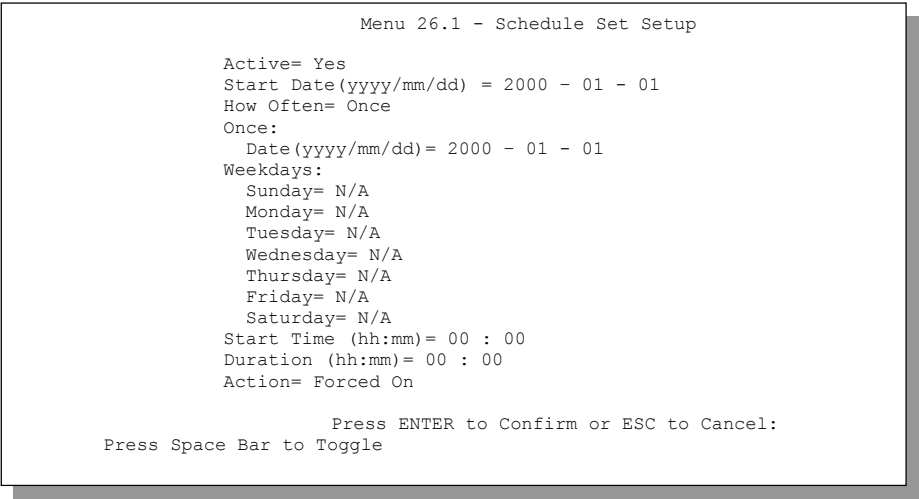 Menu 26.1 - Schedule Set Setup
Active= Yes
Start Date(yyyy/mm/dd) = 2000 – 01 - 01
How Often= Once
Once:
Date(yyyy/mm/dd)= 2000 – 01 - 01
Weekdays:
Sunday= N/A
Monday= N/A
Tuesday= N/A
Wednesday= N/A
Thursday= N/A
Friday= N/A
Saturday= N/A
Start Time (hh:mm)= 00 : 00
Duration (hh:mm)= 00 : 00
Action= Forced On
Press ENTER to Confirm or ESC to Cancel:
Press Space Bar to Toggle